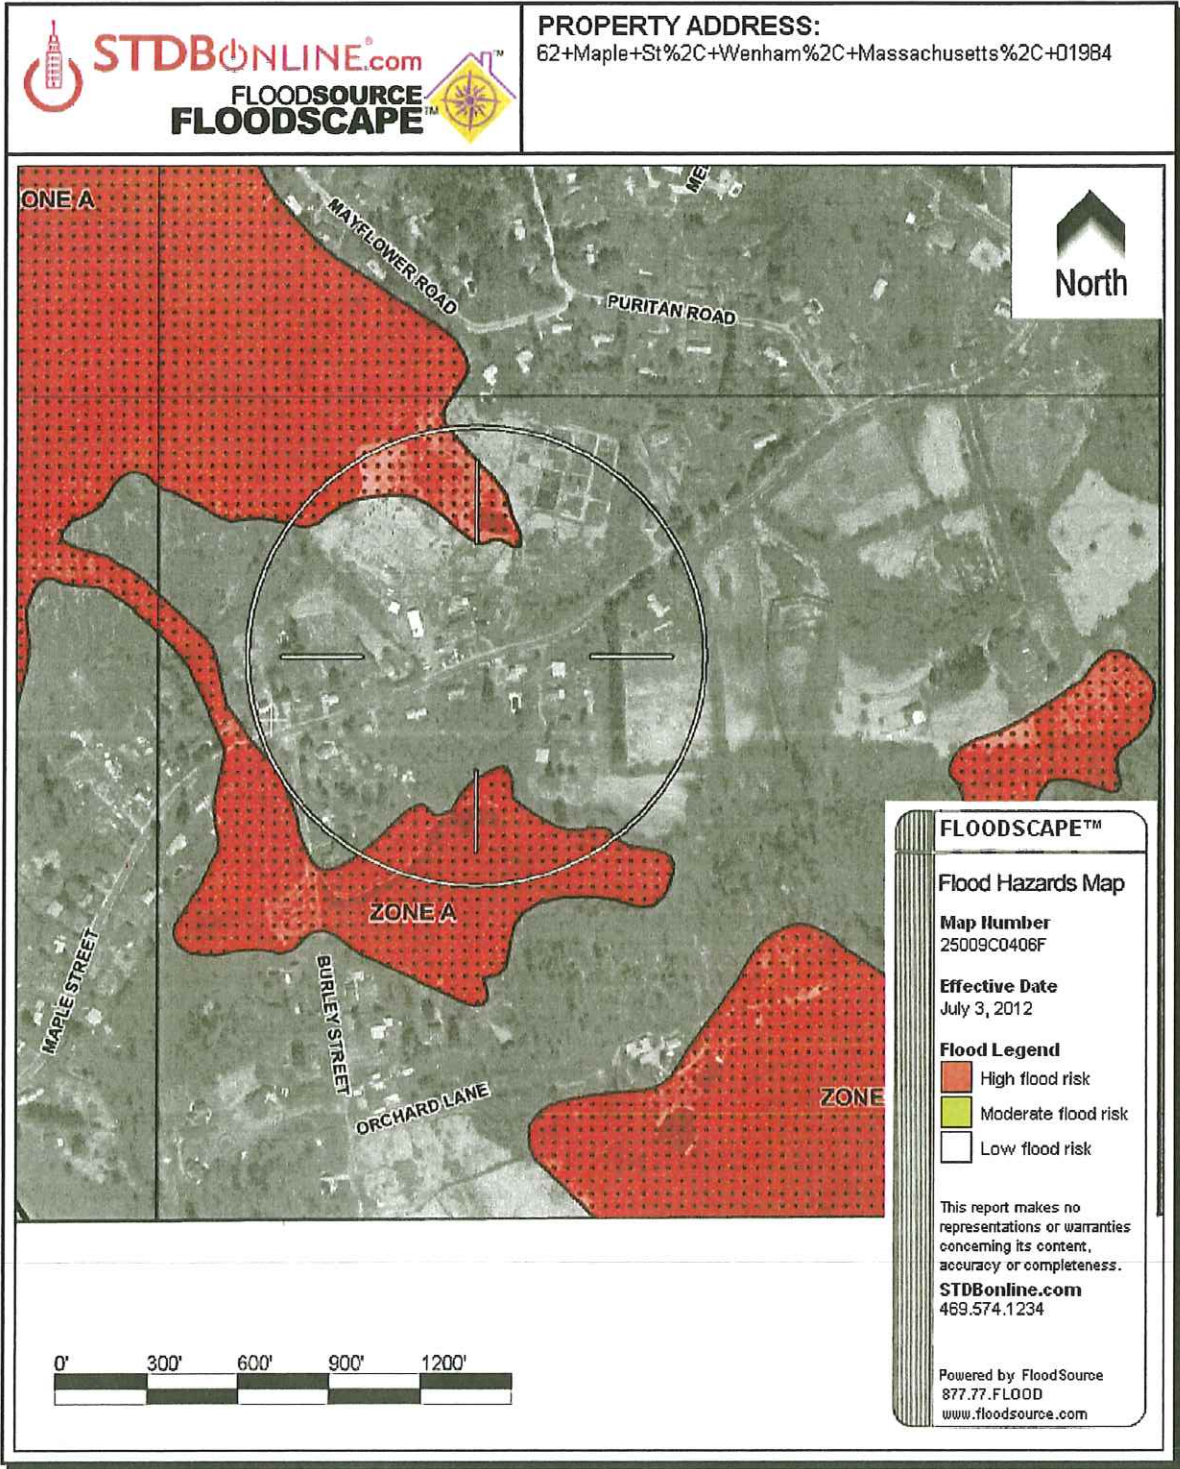 STDBONLINE®.com
FLOODSOURCE
FLOODSCAPE™
™
PROPERTY ADDRESS:
62+Maple+St%2C+Wenham%2C+Massachusetts%2C+01984
ONE A
MAYFLOWER ROAD
ME
PURITAN ROAD
North
ZONE A
MAPLE STREET
BURLEY STREET
ORCHARD LANE
ZONE
FLOODSCAPE™
Flood Hazards Map
Map Number
25009C0406F
Effective Date
July 3, 2012
Flood Legend
High flood risk
Moderate flood risk
Low flood risk
This report makes no
representations or warranties
concerning its content,
accuracy or completeness.
STDBonline.com
469.574.1234
Powered by FloodSource
877.77.FLOOD
www.floodsource.com
0' 300' 600' 900' 1200'